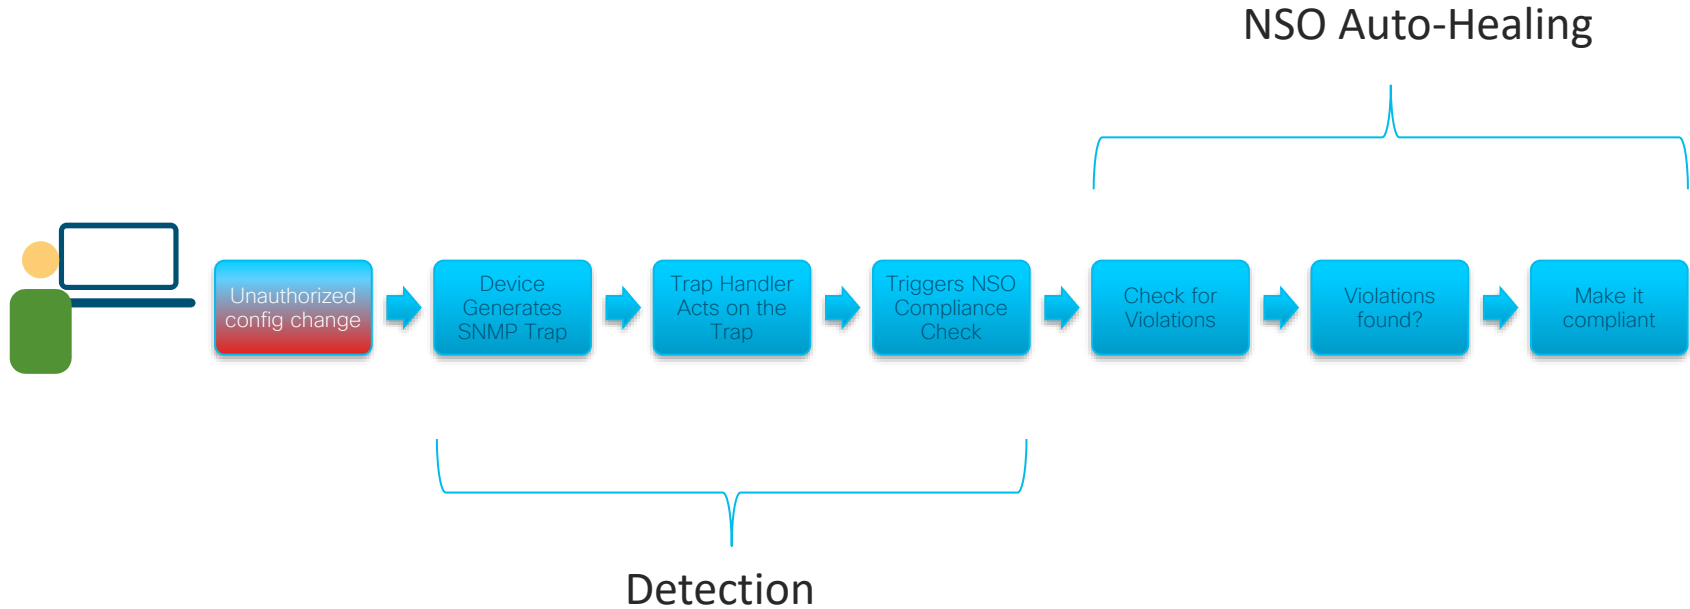 NSO Auto-Healing
Unauthorized
config change
Device
Generates
SNMP Trap
Trap Handler
Acts on the
Trap
Triggers NSO
Compliance
Check
Check for
Violations
Violations
found?
Make it
compliant
Detection